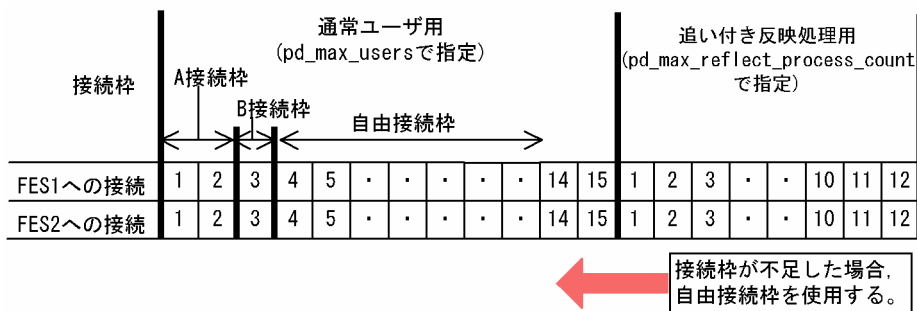 通常ユーザ用
(pd_max_usersで指定)
追い付き反映処理用
(pd_max_reflect_process_count
で指定)
接続枠
A接続枠
B接続枠
自由接続枠
FES1への接続 1 2 3 4 5 ・ ・ ・ ・ ・ 14 15 1 2 3 ・ ・ 10 11 12
FES2への接続 1 2 3 4 5 ・ ・ ・ ・ ・ 14 15 1 2 3 ・ ・ 10 11 12
接続枠が不足した場合,
自由接続枠を使用する。